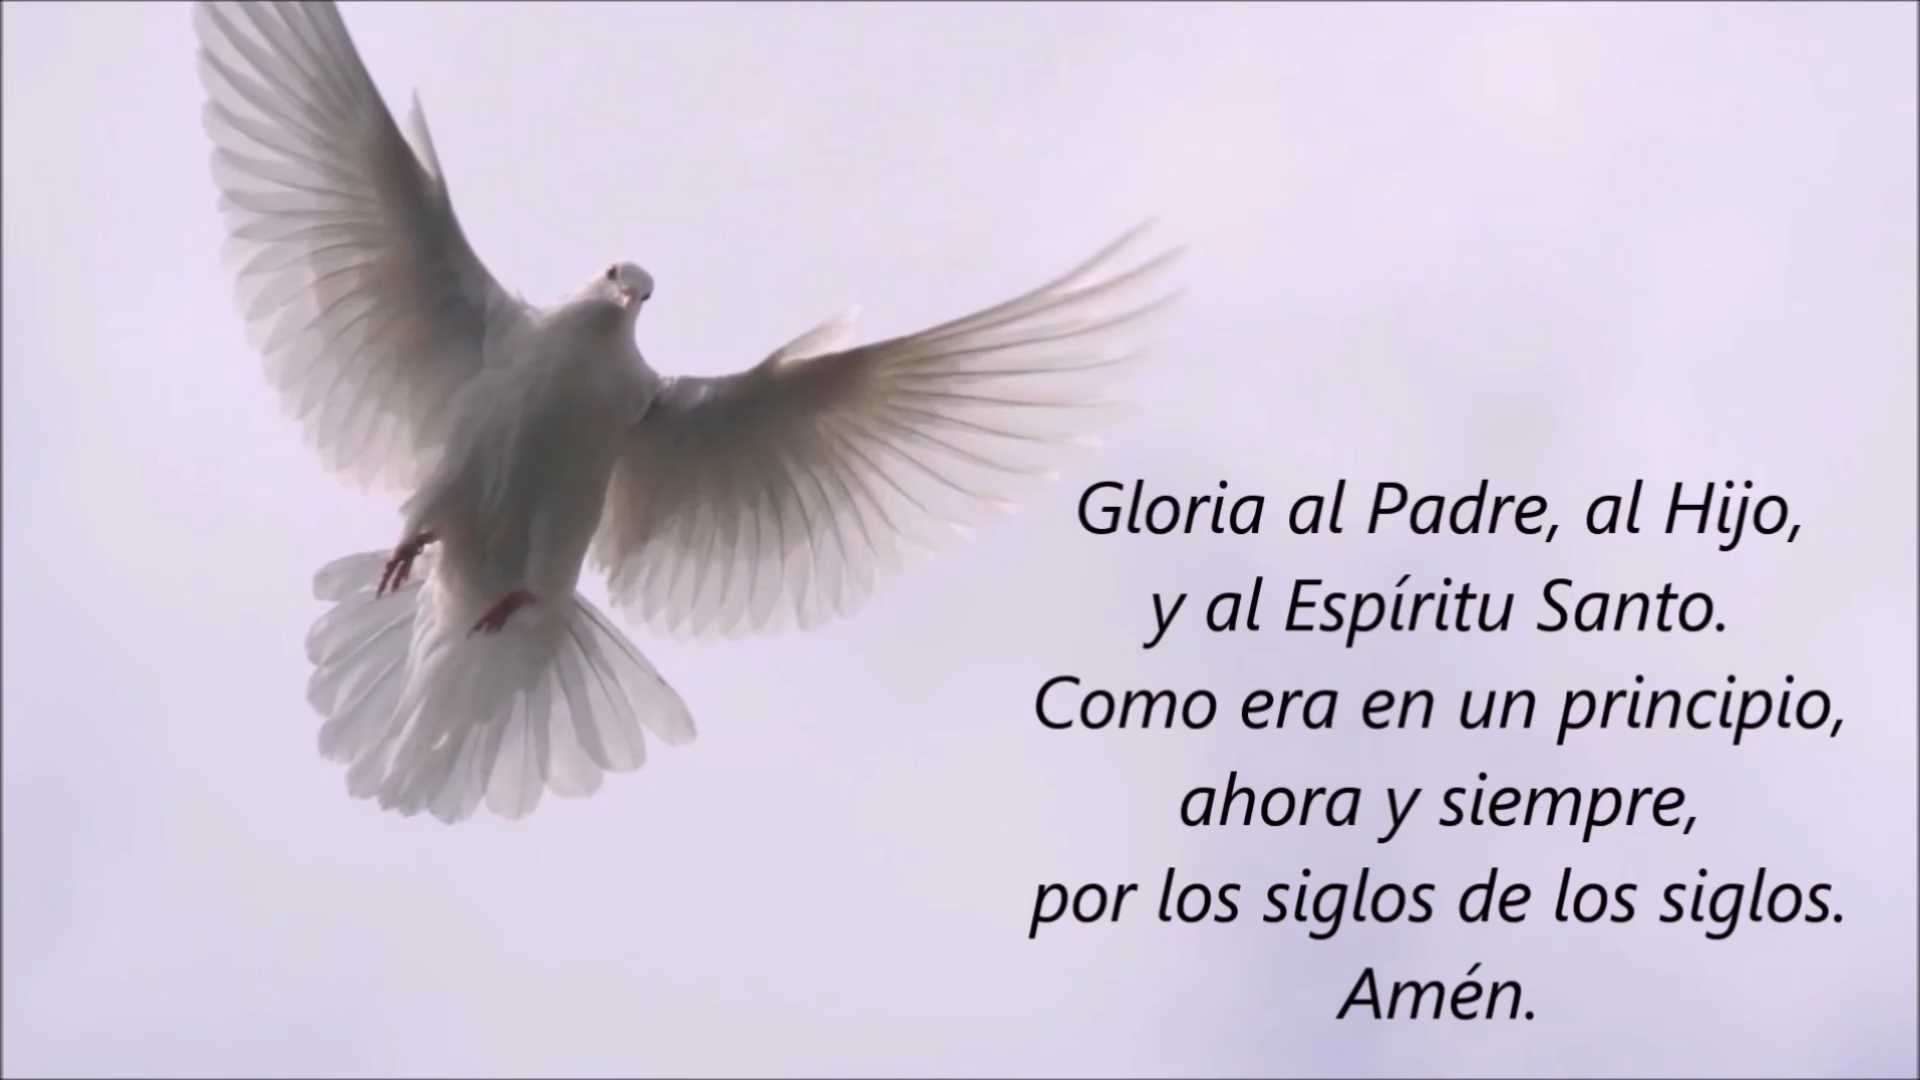 Gloria al Padre, al Hijo,
y al Espíritu Santo.
Como era en un principio,
ahora y siempre,
por los siglos de los siglos.
Amén.